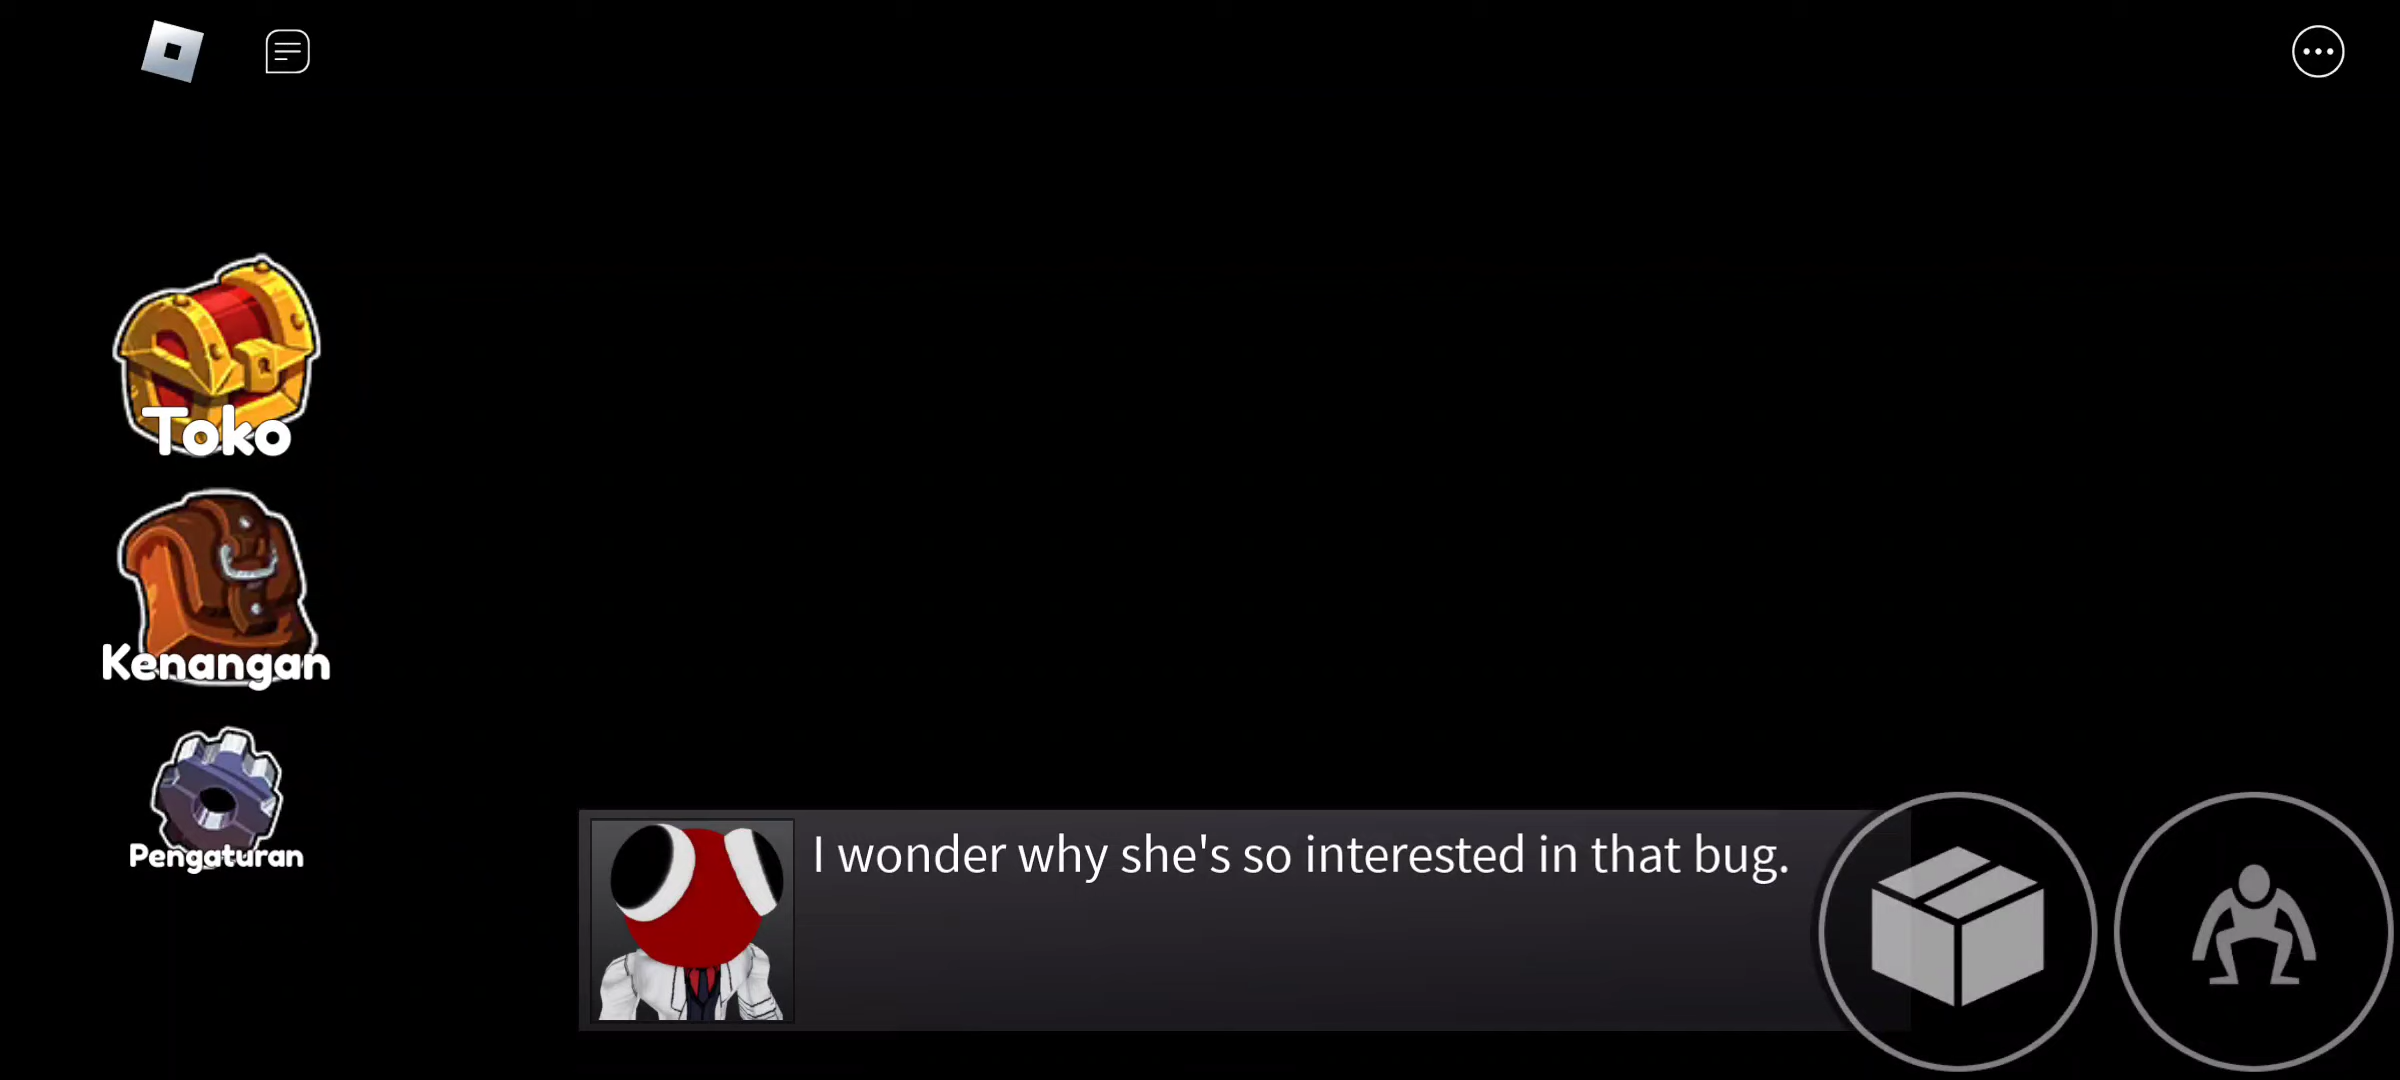 Toko
Kenangan
Pengaturan
I wonder why she's so interested in that bug.